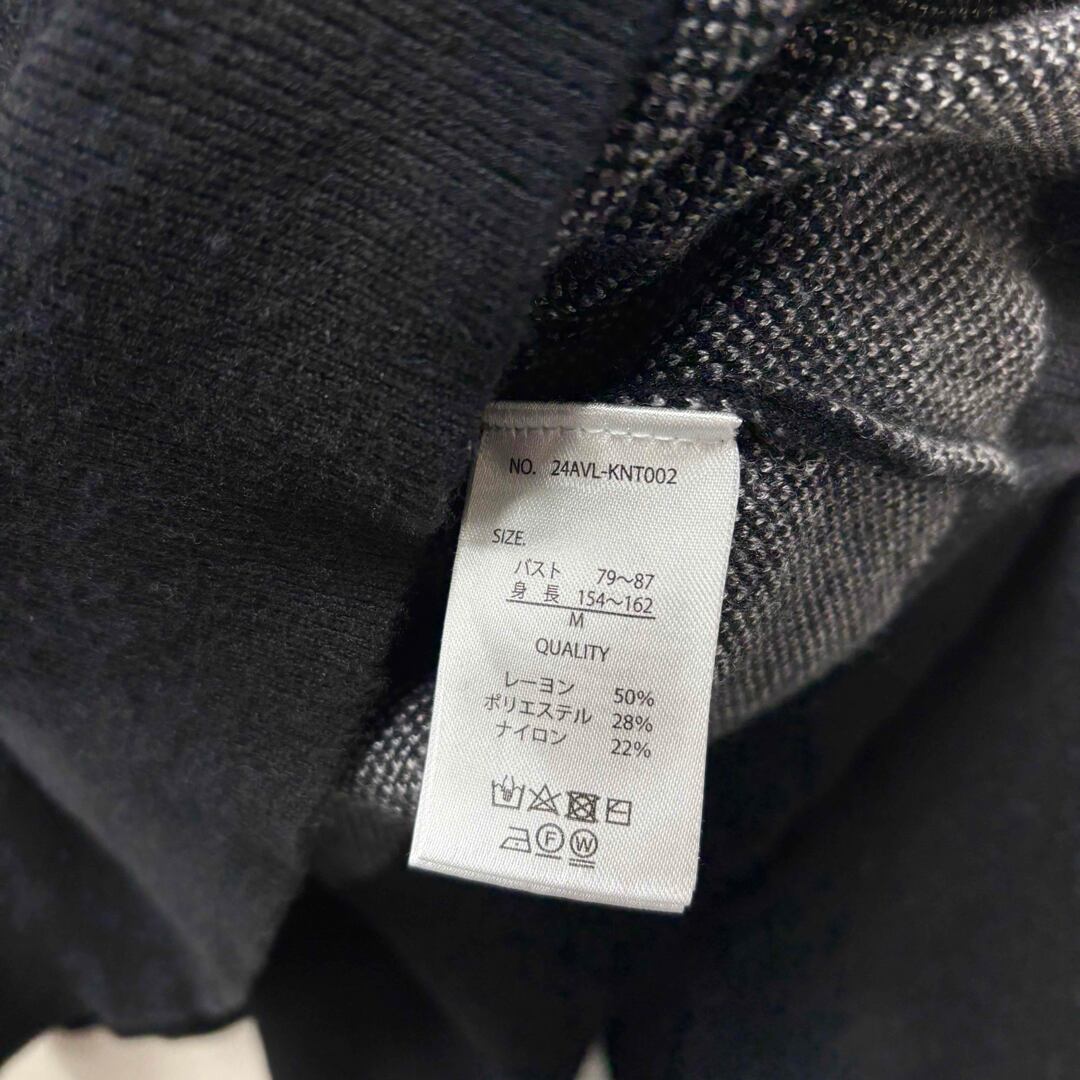 NO. 24AVL-KNT002
SIZE.
バスト 79〜87
身長 154〜162
M
QUALITY
レーヨン 50%
ポリエステル 28%
ナイロン 22%
F W